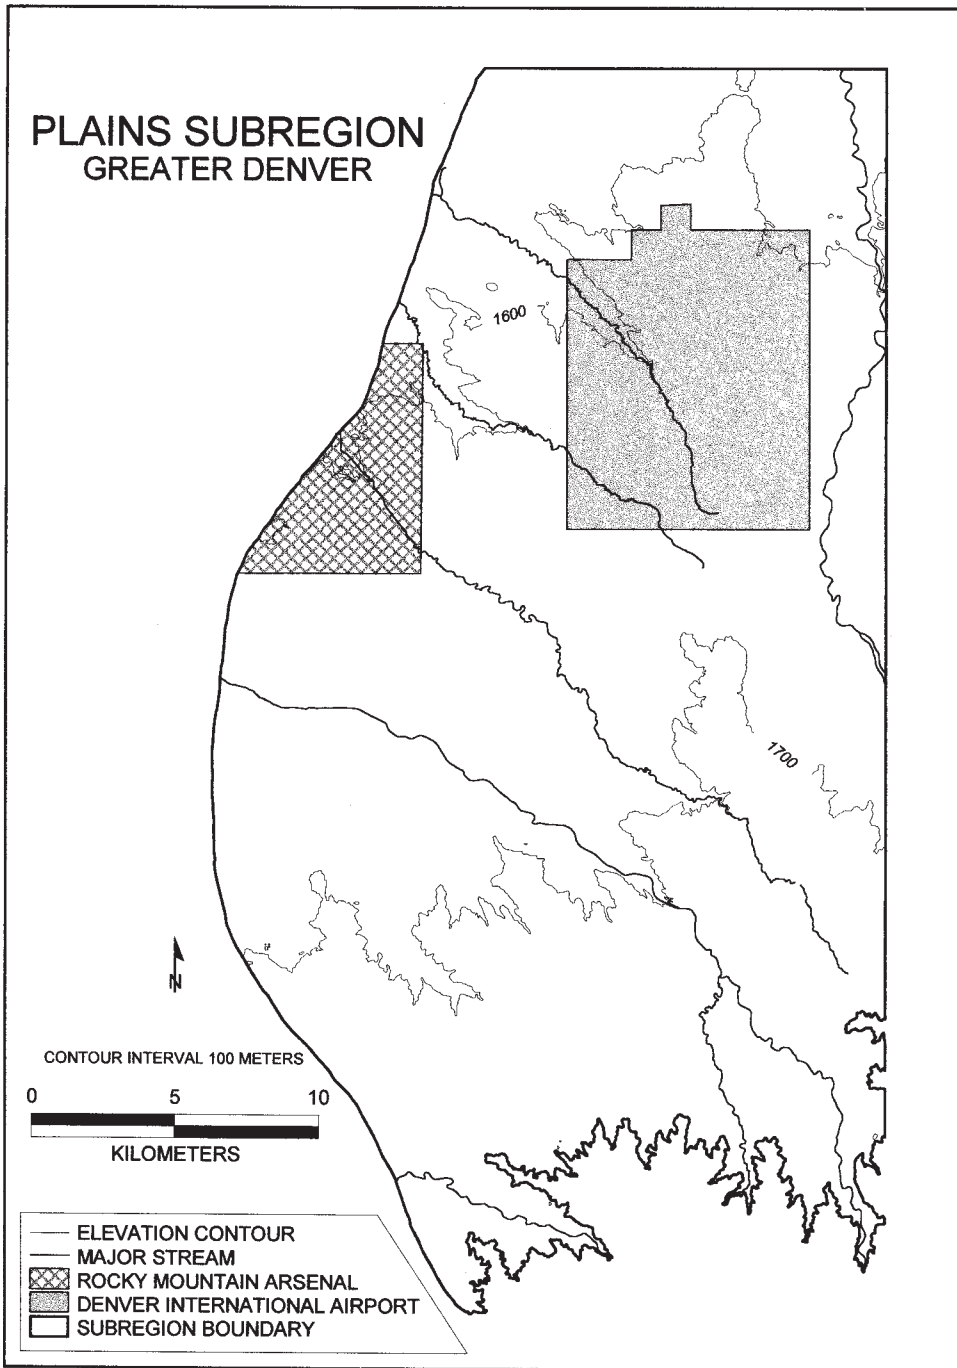 PLAINS SUBREGION
GREATER DENVER
1600
1700
N
CONTOUR INTERVAL 100 METERS
0 5 10
KILOMETERS
ELEVATION CONTOUR
MAJOR STREAM
ROCKY MOUNTAIN ARSENAL
DENVER INTERNATIONAL AIRPORT
SUBREGION BOUNDARY